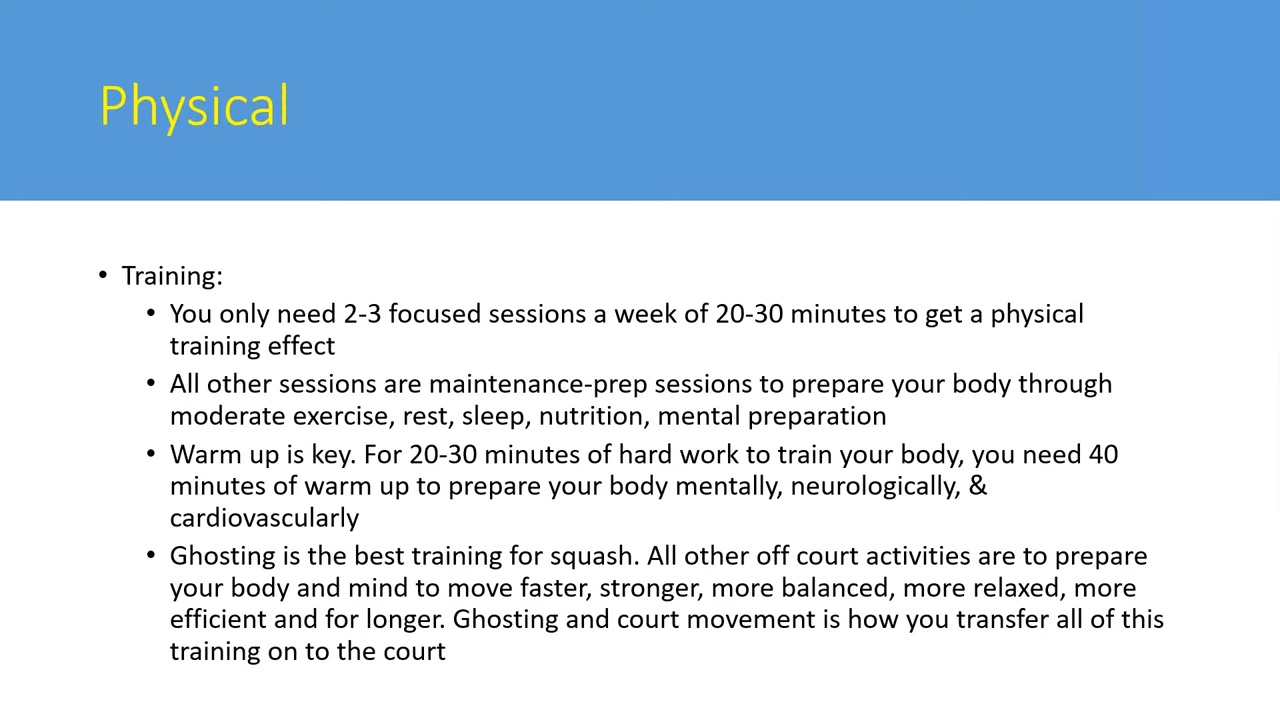 Physical
• Training:
• You only need 2-3 focused sessions a week of 20-30 minutes to get a physical
training effect
• All other sessions are maintenance-prep sessions to prepare your body through
moderate exercise, rest, sleep, nutrition, mental preparation
• Warm up is key. For 20-30 minutes of hard work to train your body, you need 40
minutes of warm up to prepare your body mentally, neurologically, &
cardiovascularly
• Ghosting is the best training for squash. All other off court activities are to prepare
your body and mind to move faster, stronger, more balanced, more relaxed, more
efficient and for longer. Ghosting and court movement is how you transfer all of this
training on to the court